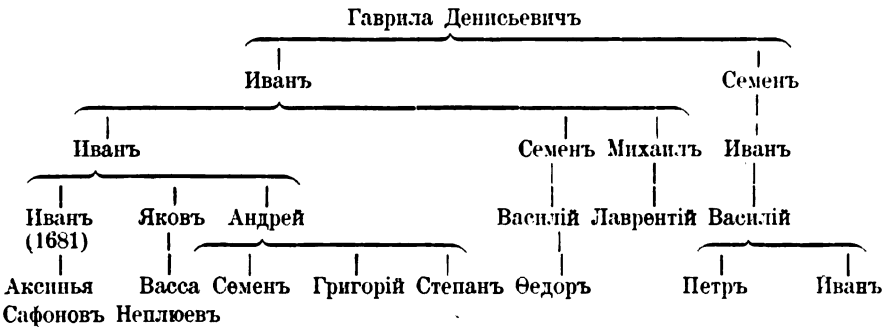 Гаврила Денисьевичъ
Иванъ Семенъ
Иванъ Семенъ Михаилъ Иванъ
Иванъ Яковъ Андрей Василій Лаврентій Василій
(1681)
Аксинья Васса Семенъ Григорій Степанъ Ѳедоръ Петръ Иванъ
Сафоновъ Неплюевъ